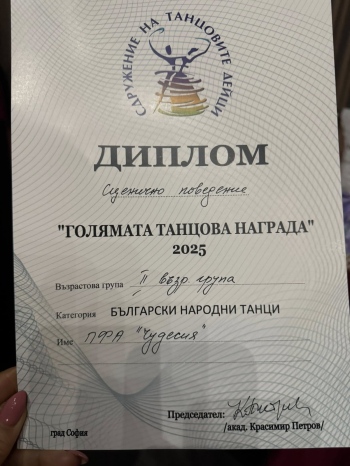 СДРУЖЕНИЕ НА ТАНЦОВИТЕ ДЕЙЦИ
ДИПЛОМ
Сценично поведение
"ГОЛЯМАТА ТАНЦОВА НАГРАДА"
2025
Възрастова група II възр. група
Категория БЪЛГАРСКИ НАРОДНИ ТАНЦИ
Име ПФА "Чудесия"
Председател:
град София /акад. Красимир Петров/